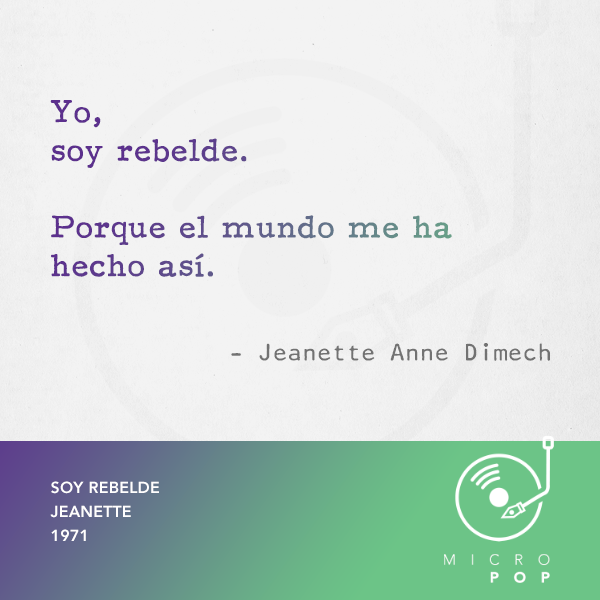 Yo,
soy rebelde.
Porque el mundo me ha
hecho así.
– Jeanette Anne Dimech
SOY REBELDE
JEANETTE
1971
MICRO
POP